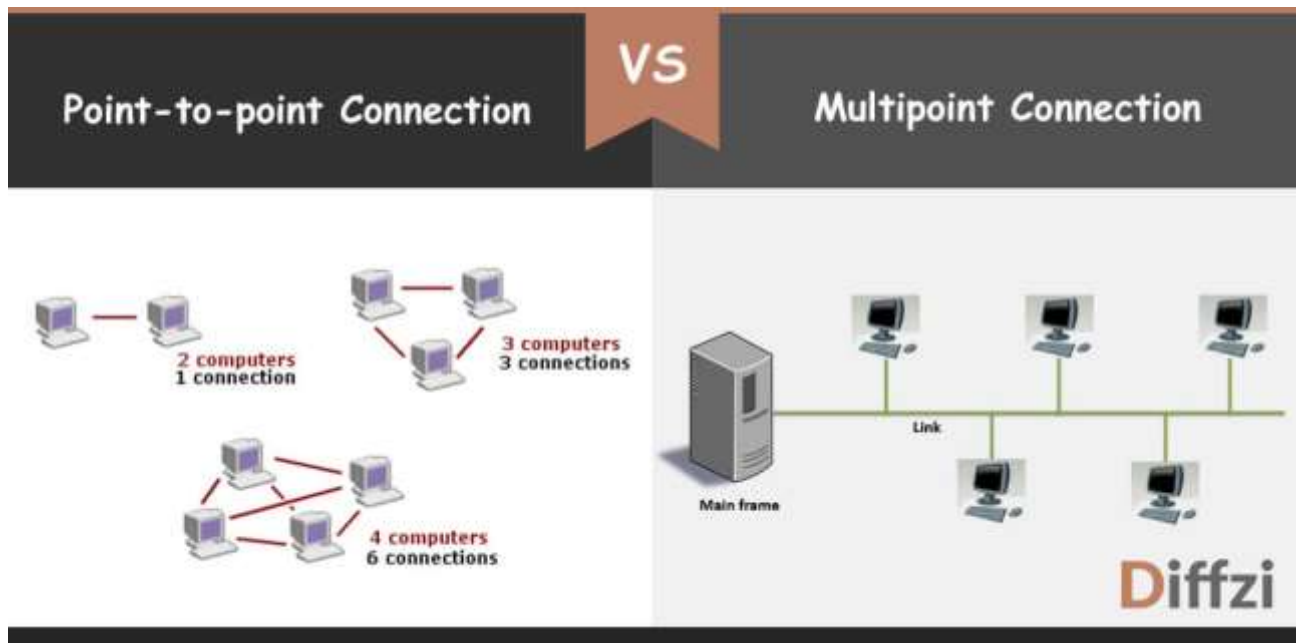 VS
Point-to-point Connection
Multipoint Connection
2 computers
1 connection
3 computers
3 connections
4 computers
6 connections
Link
Main frame
Diffzi